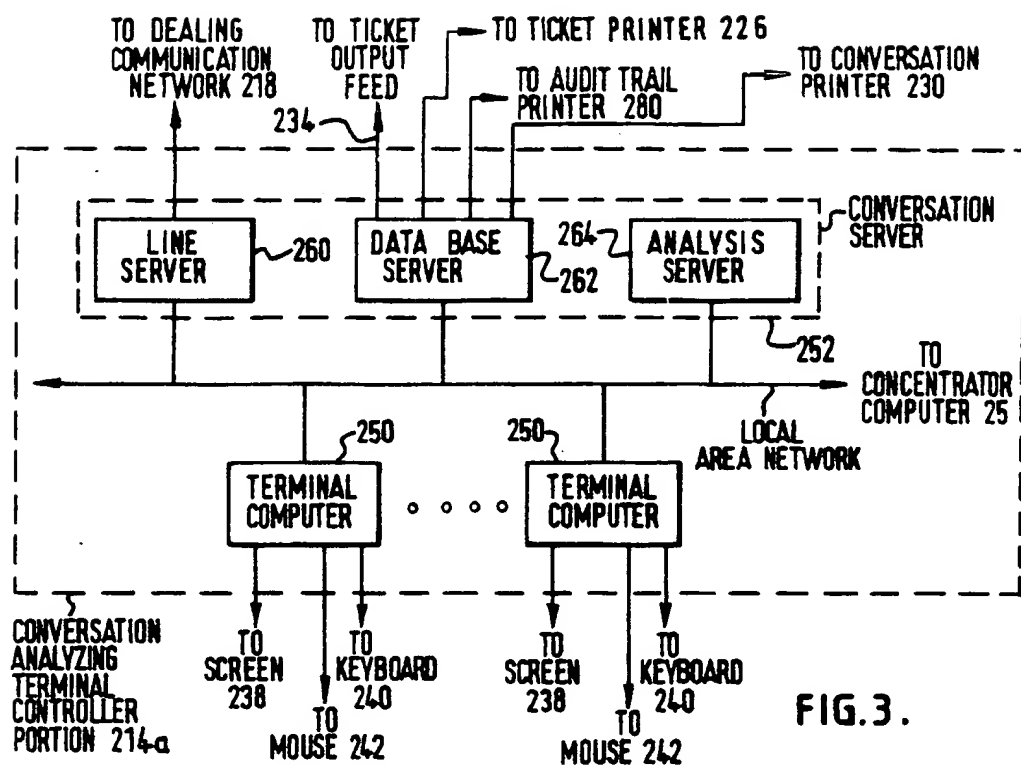 TO DEALING
COMMUNICATION
NETWORK 218
TO TICKET
OUTPUT
FEED
TO TICKET PRINTER 226
TO AUDIT TRAIL
PRINTER 280
TO CONVERSATION
PRINTER 230
234
LINE
SERVER
260
DATA BASE
SERVER
262
264
ANALYSIS
SERVER
CONVERSATION
SERVER
252
TO
CONCENTRATOR
COMPUTER 25
LOCAL
AREA NETWORK
250
TERMINAL
COMPUTER
250
TERMINAL
COMPUTER
CONVERSATION
ANALYZING
TERMINAL
CONTROLLER
PORTION 214a
TO
SCREEN
238
TO
MOUSE 242
TO
KEYBOARD
240
TO
SCREEN
238
TO
MOUSE 242
TO
KEYBOARD
240
FIG.3.